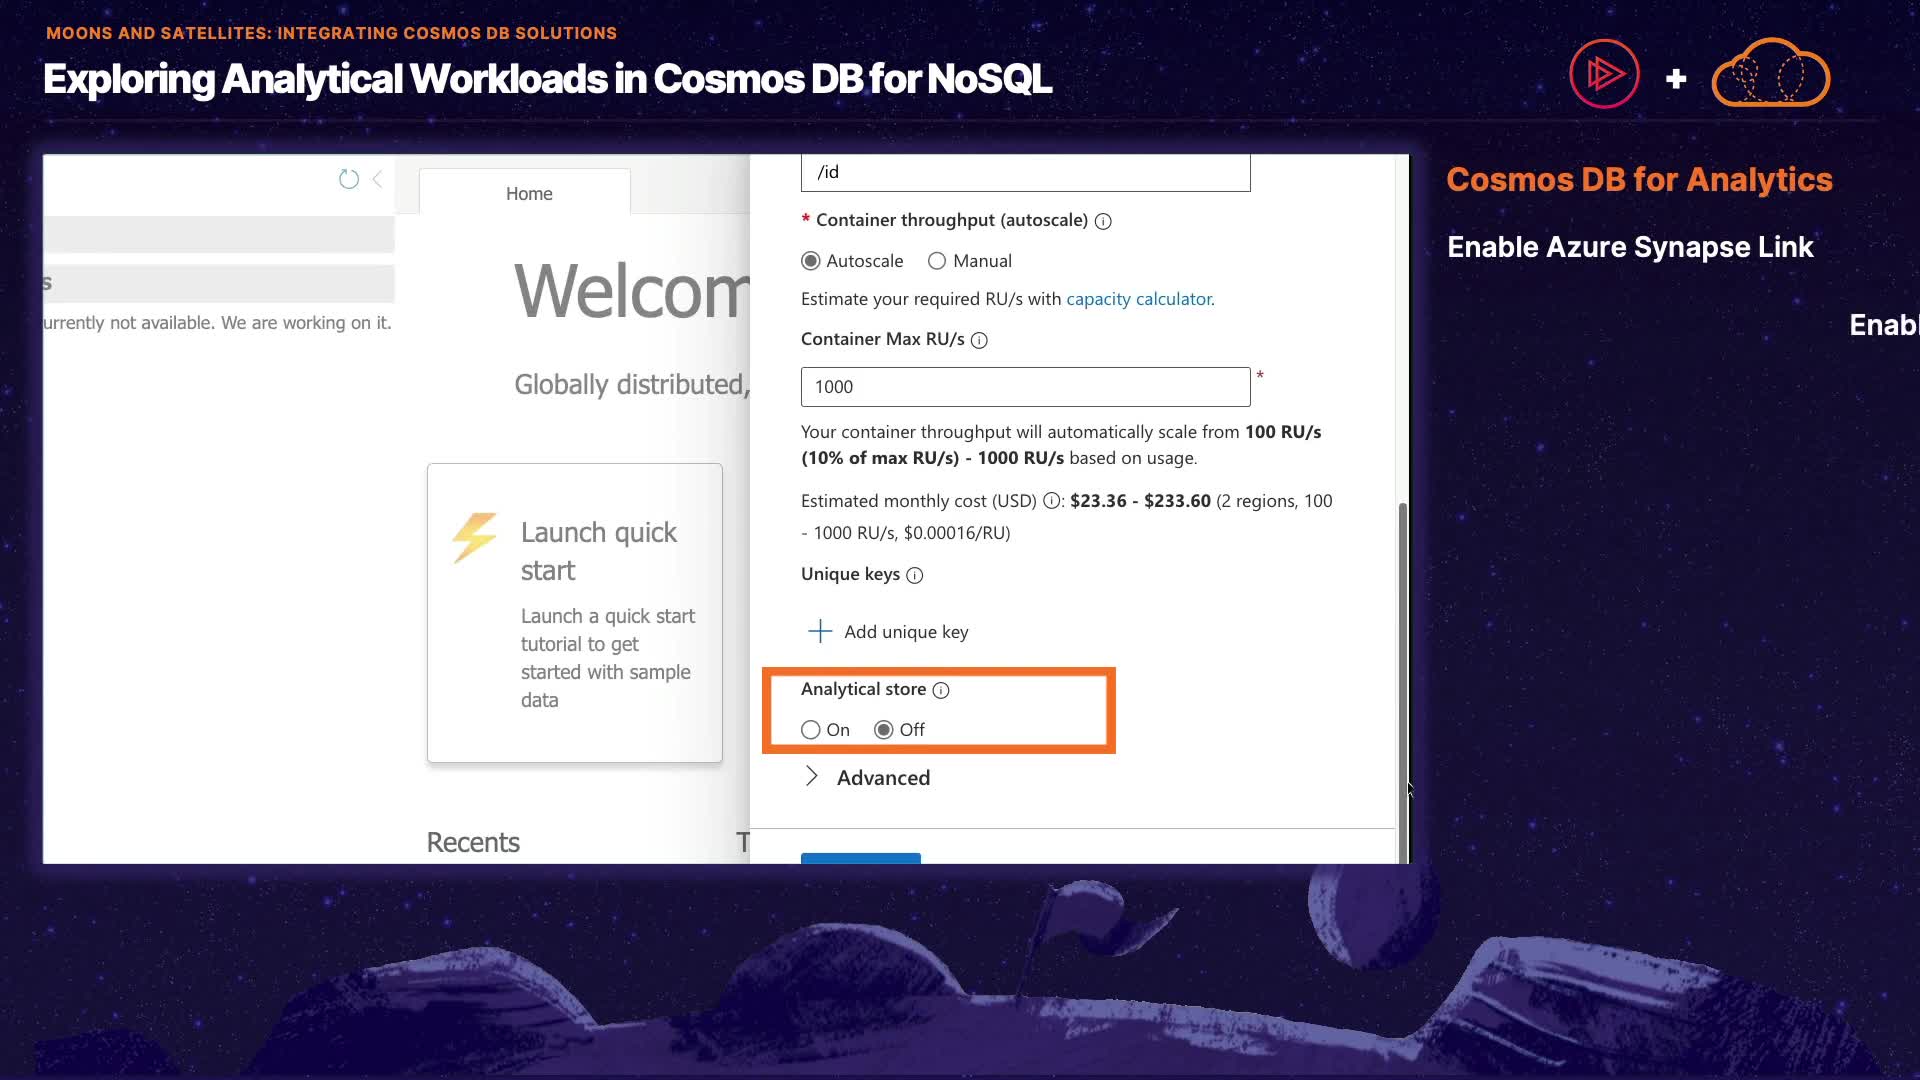 MOONS AND SATELLITES: INTEGRATING COSMOS DB SOLUTIONS
Exploring Analytical Workloads in Cosmos DB for NoSQL
+
Home
s
urrently not available. We are working on it.
Welcom
Globally distributed,
Launch quick
start
Launch a quick start
tutorial to get
started with sample
data
Recents
T
/id
* Container throughput (autoscale)
Autoscale
Manual
Estimate your required RU/s with capacity calculator.
Container Max RU/s
1000
*
Your container throughput will automatically scale from 100 RU/s
(10% of max RU/s) - 1000 RU/s based on usage.
Estimated monthly cost (USD) : $23.36 - $233.60 (2 regions, 100
- 1000 RU/s, $0.00016/RU)
Unique keys
Add unique key
Analytical store
On
Off
Advanced
Cosmos DB for Analytics
Enable Azure Synapse Link
Enabl